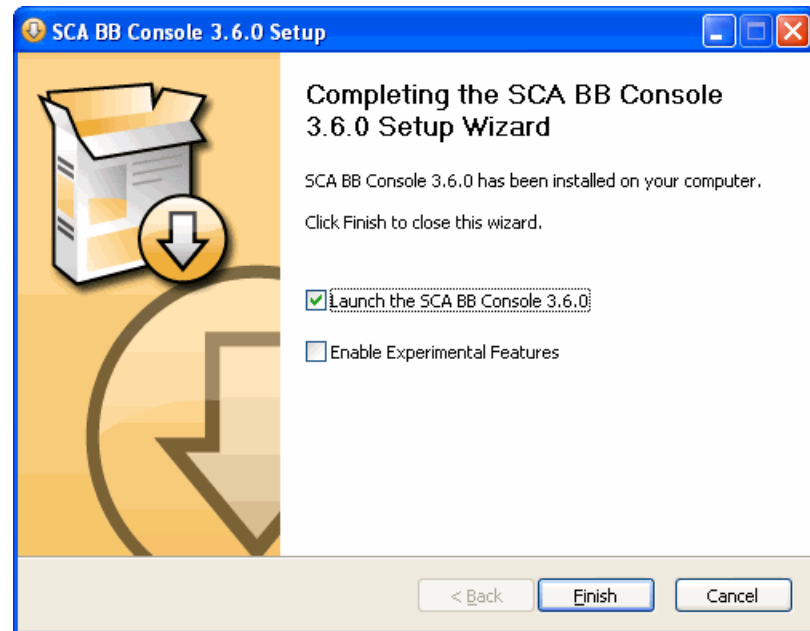 SCA BB Console 3.6.0 Setup
Completing the SCA BB Console
3.6.0 Setup Wizard
SCA BB Console 3.6.0 has been installed on your computer.
Click Finish to close this wizard.
Launch the SCA BB Console 3.6.0
Enable Experimental Features
< Back Finish Cancel